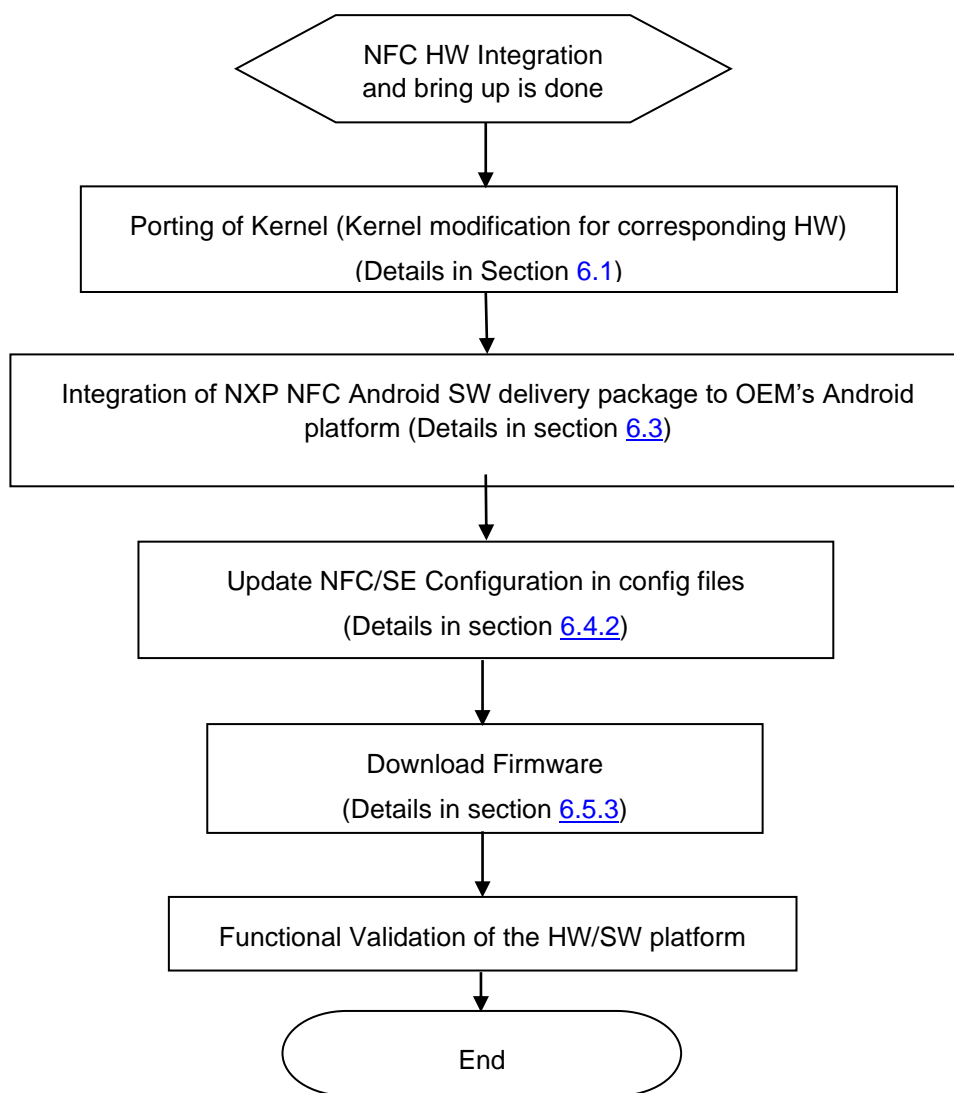 NFC HW Integration
and bring up is done
Porting of Kernel (Kernel modification for corresponding HW)
(Details in Section 6.1)
Integration of NXP NFC Android SW delivery package to OEM’s Android
platform (Details in section 6.3)
Update NFC/SE Configuration in config files
(Details in section 6.4.2)
Download Firmware
(Details in section 6.5.3)
Functional Validation of the HW/SW platform
End